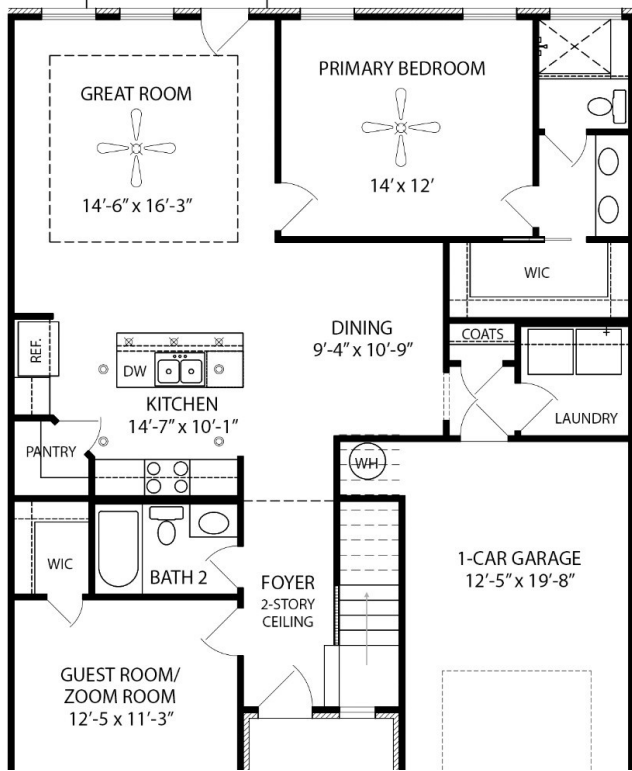 GREAT ROOM
14'-6” x 16'-3”
PRIMARY BEDROOM
14' x 12'
WIC
DINING
9'-4” x 10'-9”
COATS
REF.
DW
KITCHEN
14'-7” x 10'-1”
LAUNDRY
PANTRY
WH
WIC
BATH 2
FOYER
2-STORY
CEILING
1-CAR GARAGE
12'-5” x 19'-8”
GUEST ROOM/
ZOOM ROOM
12'-5 x 11'-3”